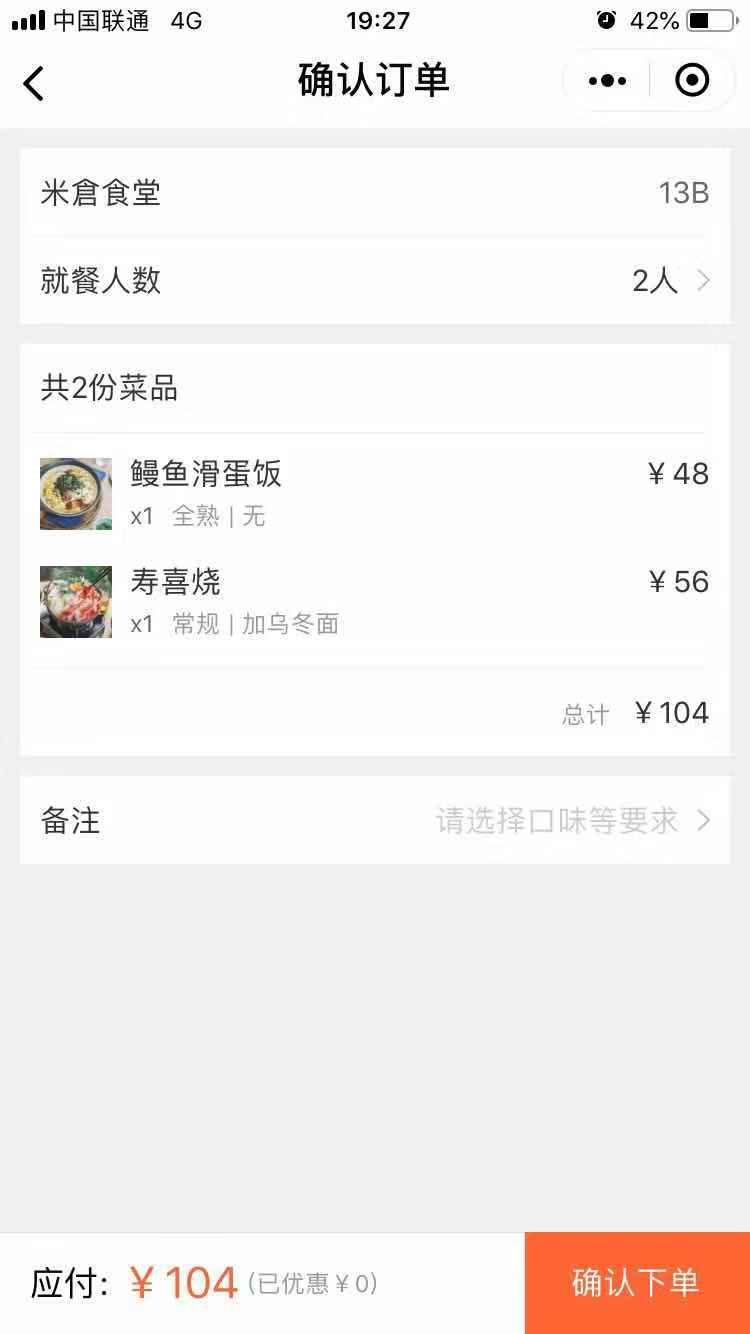 中国联通 4G 19:27 42%
确认订单
米倉食堂 13B
就餐人数 2人
共2份菜品
鳗鱼滑蛋饭 ¥48
x1 全熟 | 无
寿喜烧 ¥56
x1 常规 | 加乌冬面
总计 ¥104
备注 请选择口味等要求
应付: ¥104 (已优惠¥0) 确认下单